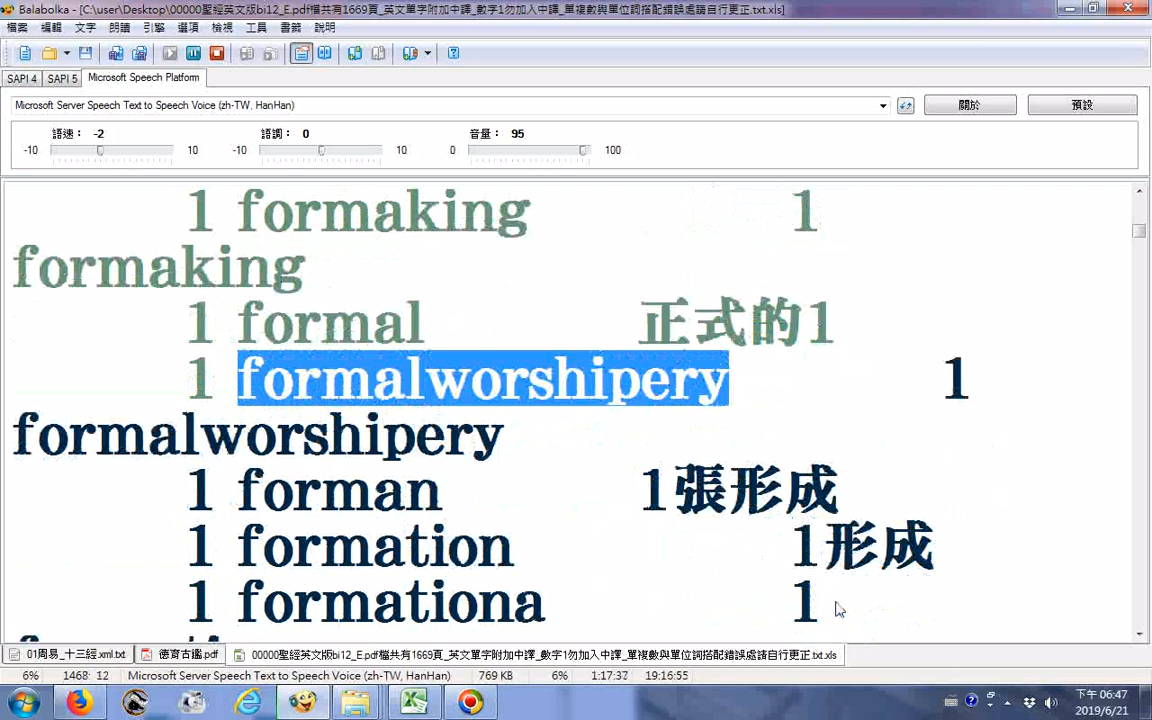 Balabolka - [C:\user\Desktop\00000聖經英文版bi12_E.pdf檔共有1669頁_英文單字附加中譯_數字1勿加入中譯_單複數與單位詞搭配錯誤處請自行更正.txt.xls]
檔案 編輯 文字 朗讀 引擎 選項 檢視 工具 書籤 說明
SAPI 4 SAPI 5 Microsoft Speech Platform
Microsoft Server Speech Text to Speech Voice (zh-TW, HanHan) 關於 預設
語速： -2 語調： 0 音量： 95
-10 10 -10 10 0 100
1 formaking 1
formaking
1 formal 正式的1
1 formalworshipery 1
formalworshipery
1 forman 1張形成
1 formation 1形成
1 formationa 1
01周易_十三經.xml.txt 德育古鑑.pdf 00000聖經英文版bi12_E.pdf檔共有1669頁_英文單字附加中譯_數字1勿加入中譯_單複數與單位詞搭配錯誤處請自行更正.txt.xls
6% 1468: 12 Microsoft Server Speech Text to Speech Voice (zh-TW, HanHan) 769 KB 6% 1:17:37 19:16:55
下午 06:47
2019/6/21